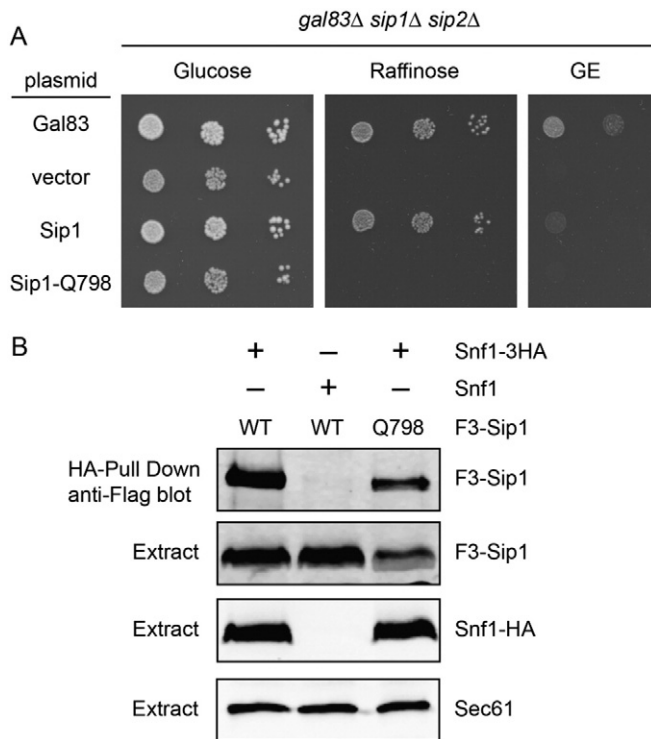 A
gal83Δ sip1Δ sip2Δ
plasmid
Glucose
Raffinose
GE
Gal83
vector
Sip1
Sip1-Q798
B
+ – + Snf1-3HA
– + – Snf1
WT WT Q798 F3-Sip1
HA-Pull Down
anti-Flag blot
F3-Sip1
Extract F3-Sip1
Extract Snf1-HA
Extract Sec61